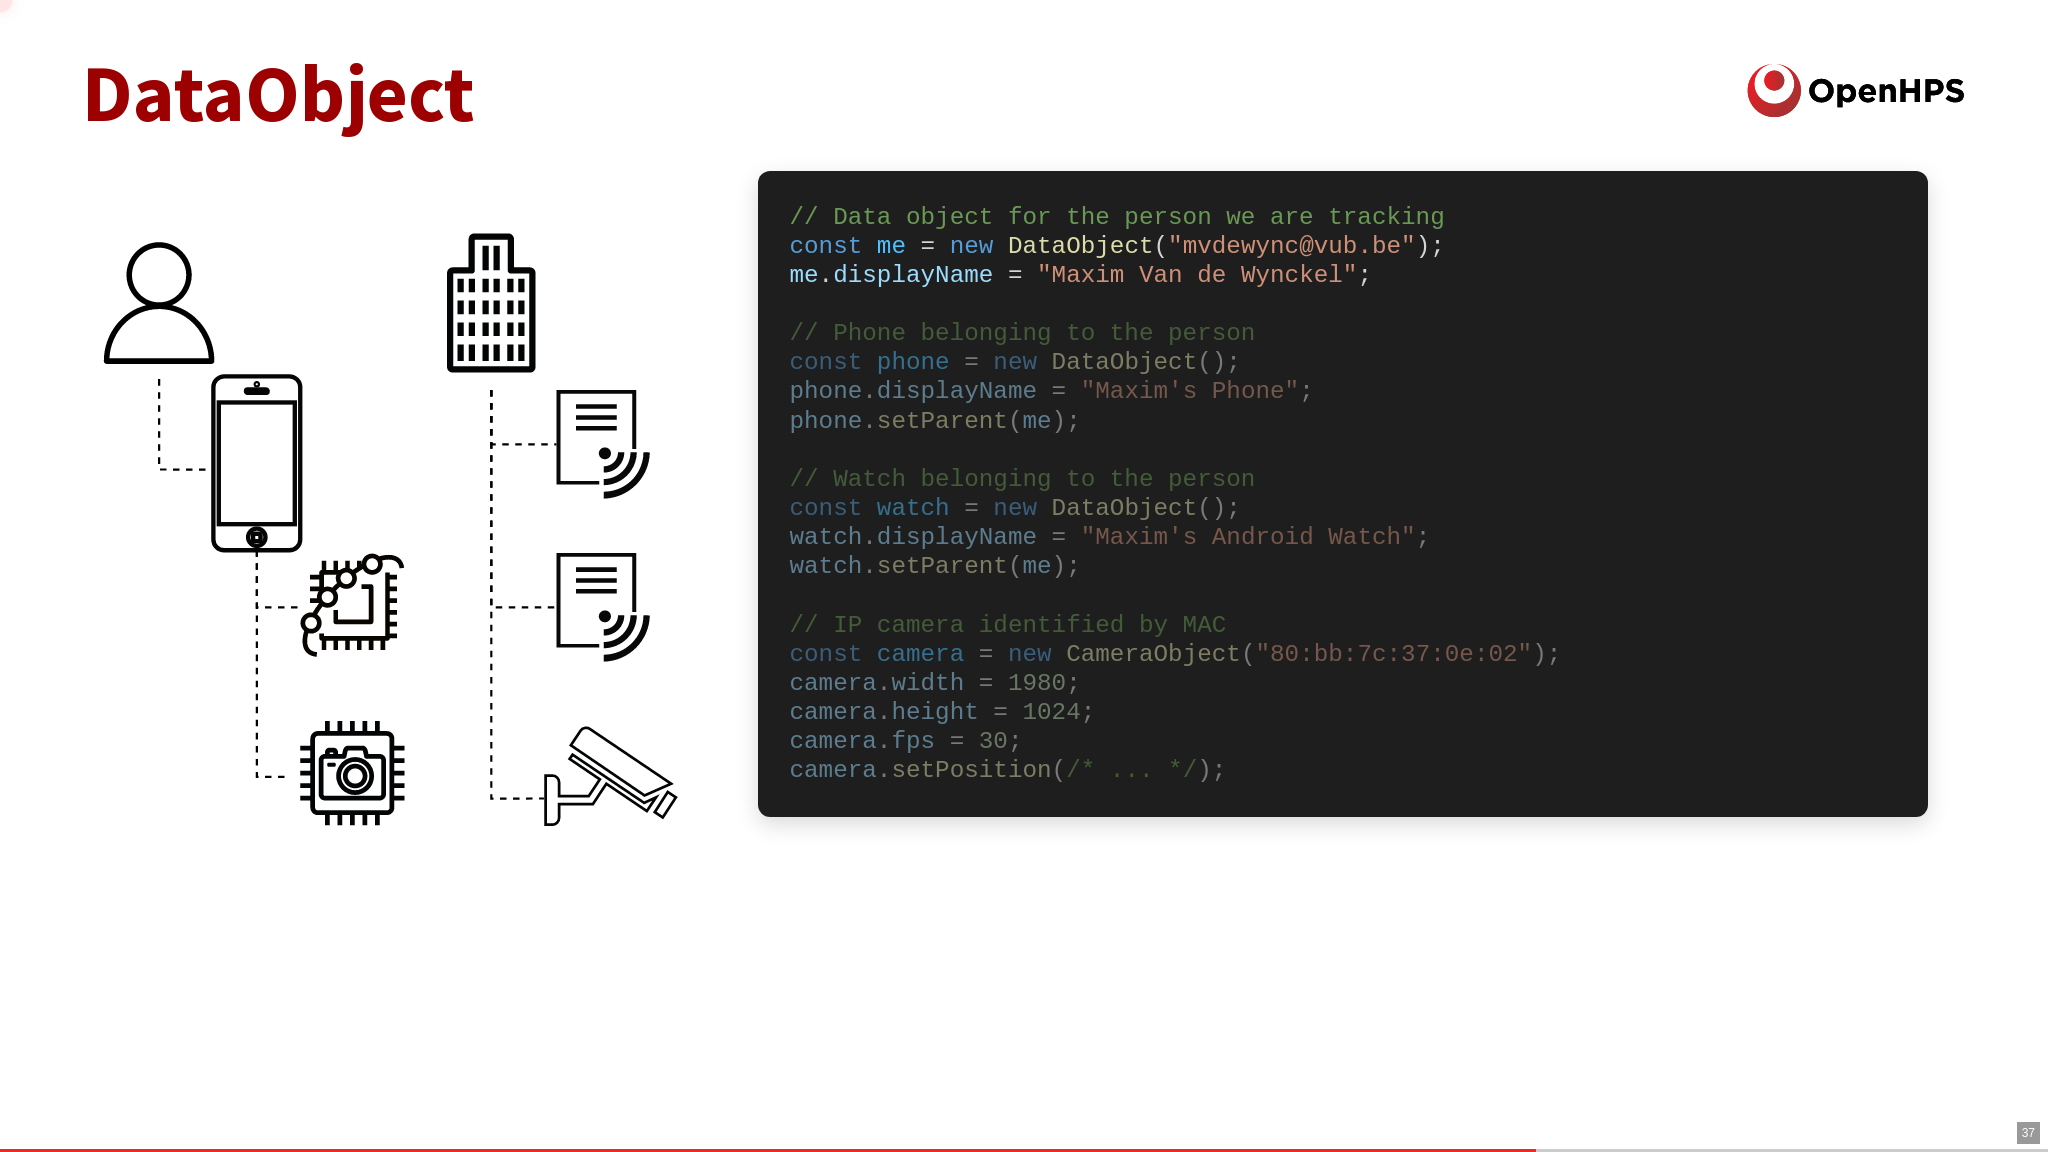 DataObject
OpenHPS
// Data object for the person we are tracking
const me = new DataObject("mvdewync@vub.be");
me.displayName = "Maxim Van de Wynckel";
// Phone belonging to the person
const phone = new DataObject();
phone.displayName = "Maxim's Phone";
phone.setParent(me);
// Watch belonging to the person
const watch = new DataObject();
watch.displayName = "Maxim's Android Watch";
watch.setParent(me);
// IP camera identified by MAC
const camera = new CameraObject("80:bb:7c:37:0e:02");
camera.width = 1980;
camera.height = 1024;
camera.fps = 30;
camera.setPosition(/* ... */);
37